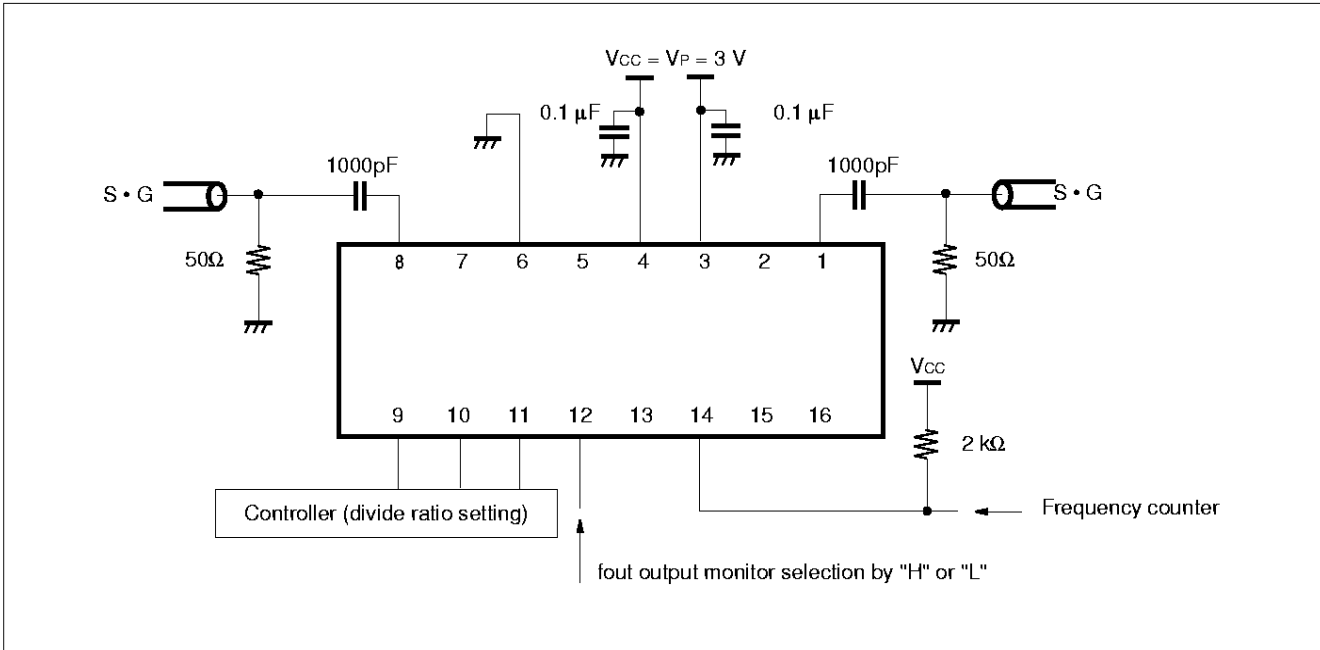 VCC = VP = 3 V
0.1 μF
0.1 μF
1000pF
1000pF
S • G
S • G
50Ω
50Ω
8 7 6 5 4 3 2 1
VCC
9 10 11 12 13 14 15 16
2 kΩ
Controller (divide ratio setting)
Frequency counter
fout output monitor selection by "H" or "L"